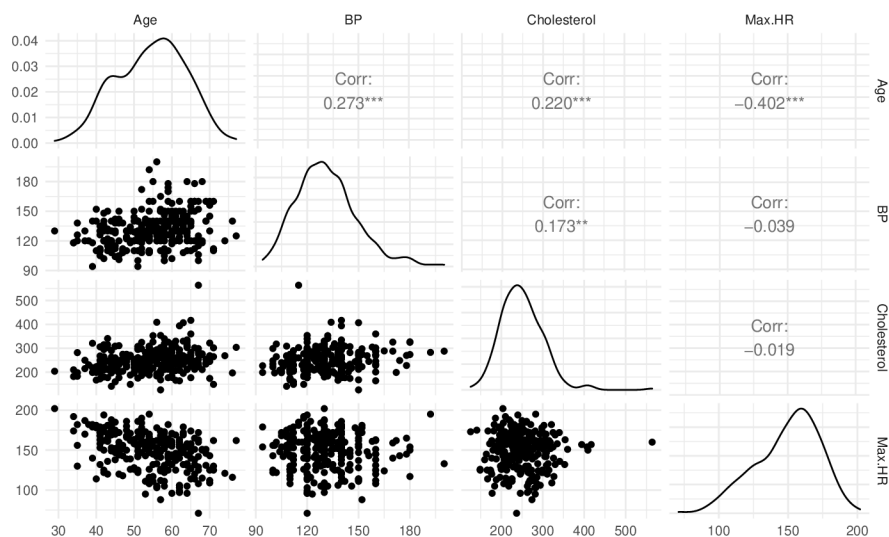 Age BP Cholesterol Max.HR
0.04
0.03
0.02
0.01
0.00
Corr:
0.273***
Corr:
0.220***
Corr:
−0.402***
Age
180
150
120
90
Corr:
0.173**
Corr:
−0.039
BP
500
400
300
200
Corr:
−0.019
Cholesterol
200
150
100
Max.HR
30 40 50 60 70 90 120 150 180 200 300 400 500 100 150 200